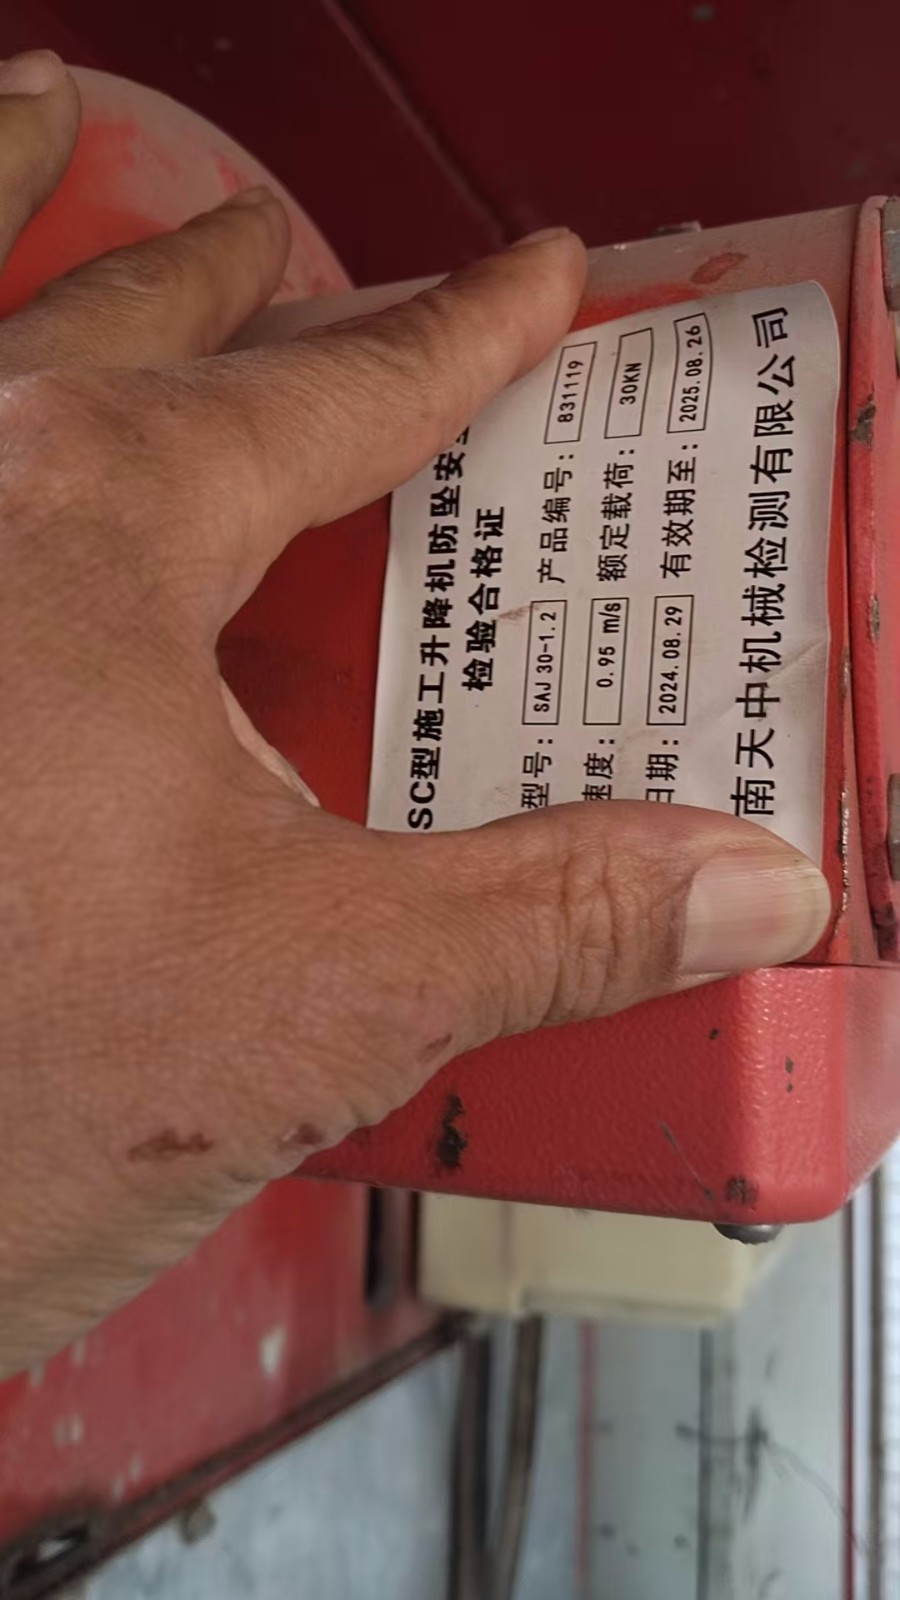 SC型施工升降机防坠安
检验合格证
型号: SAJ 30-1.2 产品编号: 831119
速度: 0.95 m/s 额定载荷: 30KN
日期: 2024.08.29 有效期至: 2025.08.26
南天中机械检测有限公司